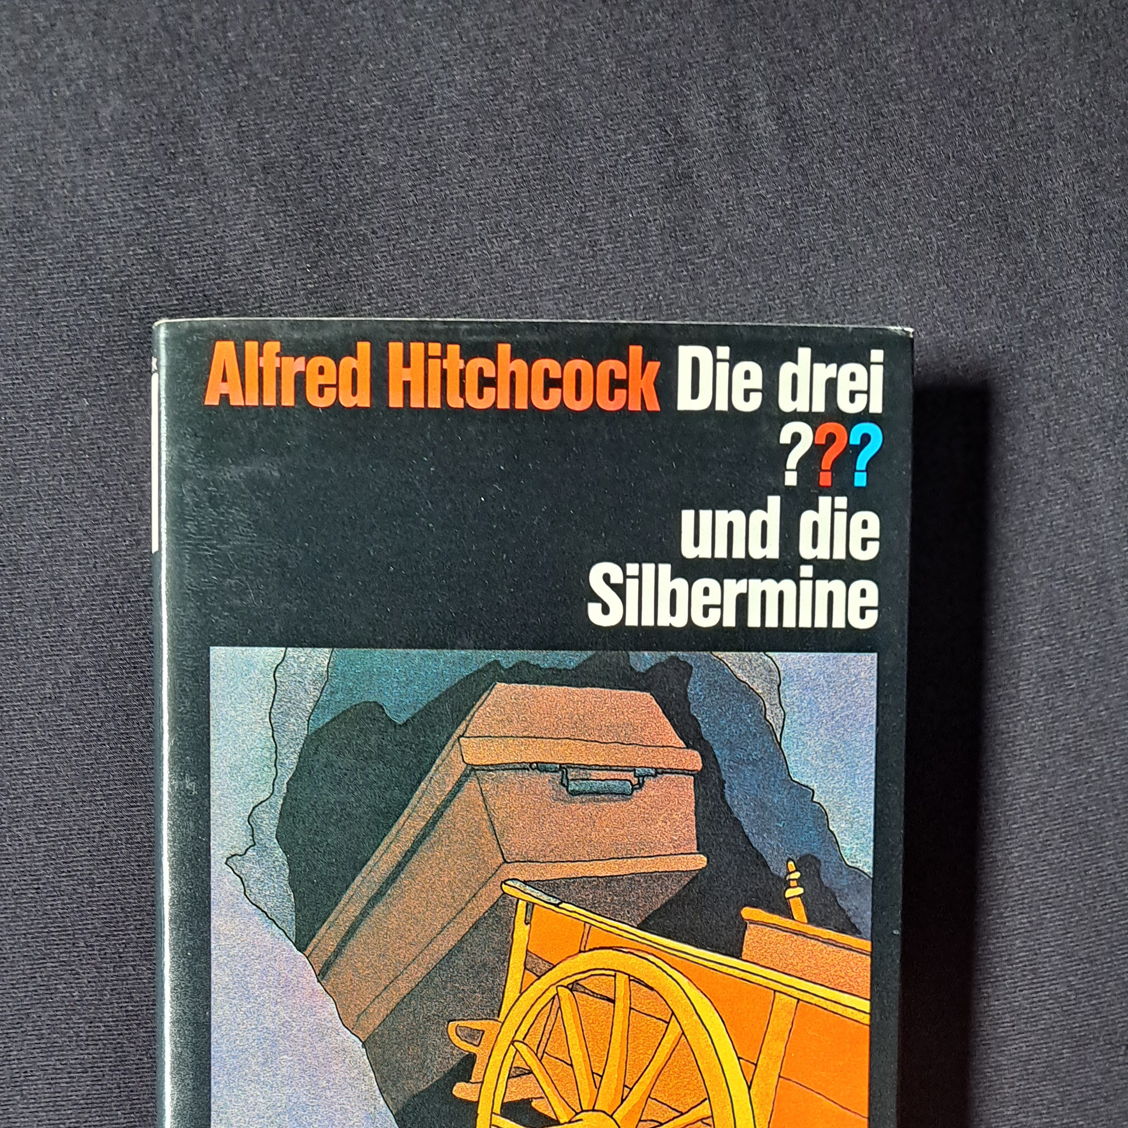 Alfred Hitchcock Die drei
???
und die
Silbermine